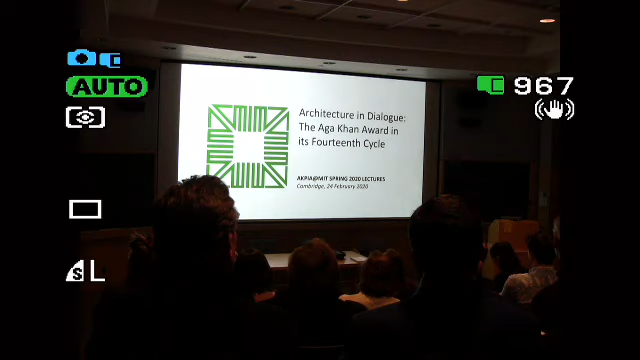 AUTO
967
Architecture in Dialogue:
The Aga Khan Award in
its Fourteenth Cycle
AKPIA@MIT SPRING 2020 LECTURES
Cambridge, 24 February 2020
S L